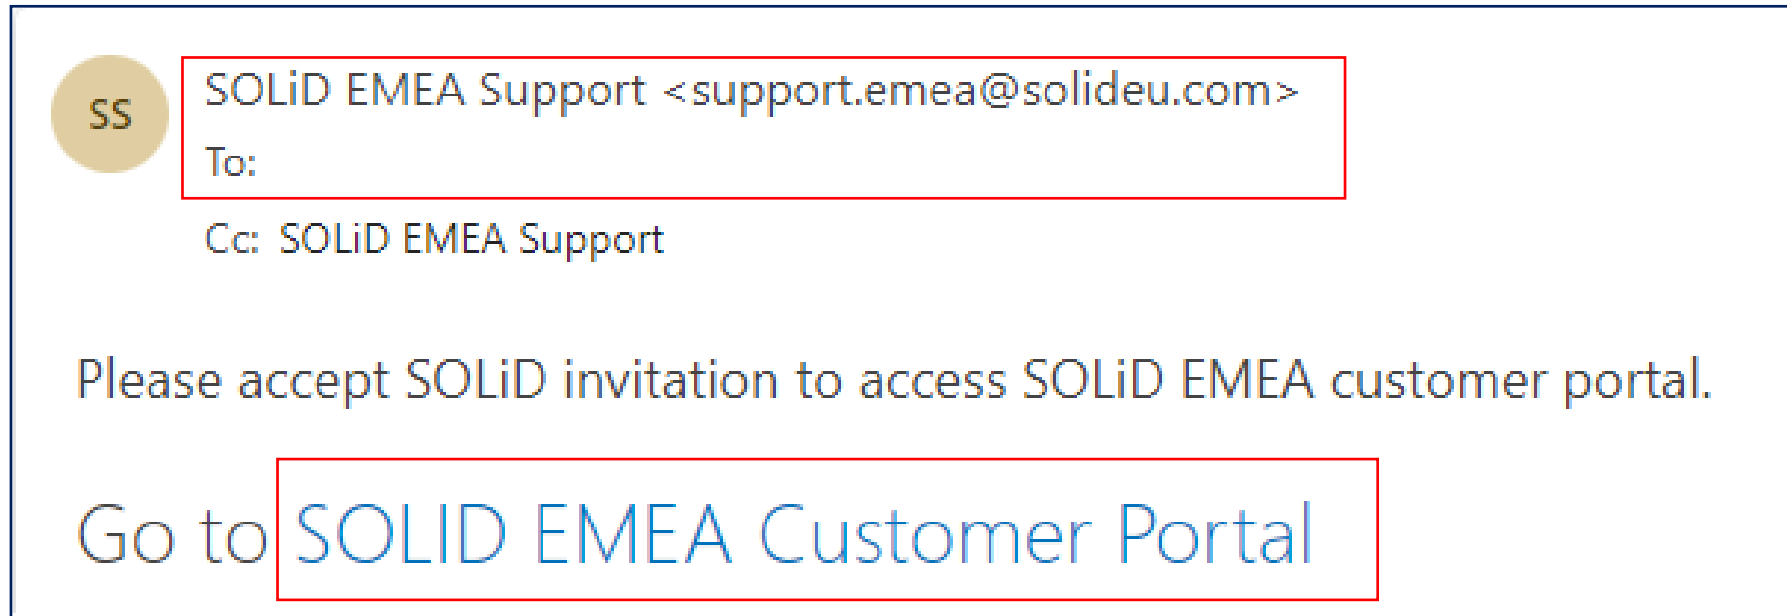 SS
SOLiD EMEA Support <support.emea@solideu.com>
To:
Cc: SOLiD EMEA Support
Please accept SOLiD invitation to access SOLiD EMEA customer portal.
Go to SOLID EMEA Customer Portal